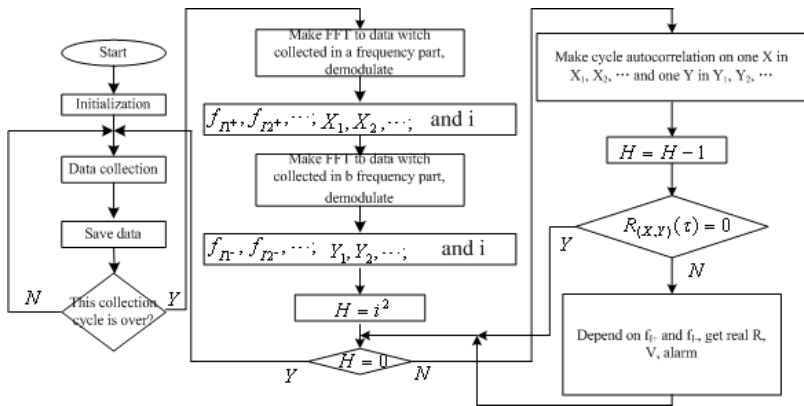 Start
Initialization
Data collection
Save data
This collection
cycle is over?
N
Y
Make FFT to data witch
collected in a frequency part,
demodulate
f_{I1^+}, f_{I2^+}, ⋯; X_1, X_2, ⋯; and i
Make FFT to data witch
collected in b frequency part,
demodulate
f_{I1^-}, f_{I2^-}, ⋯; Y_1, Y_2, ⋯; and i
H = i^2
H = 0
Y
N
Make cycle autocorrelation on one X in
X_1, X_2, ⋯ and one Y in Y_1, Y_2, ⋯
H = H − 1
R_{(X,Y)}(τ) = 0
Y
N
Depend on f_{I+} and f_{I-}, get real R,
V, alarm